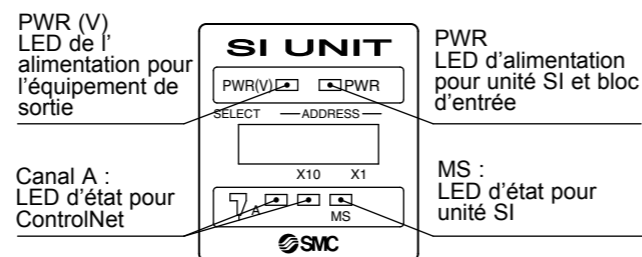 PWR (V)
LED de l'
alimentation pour
l'équipement de
sortie
SI UNIT
PWR(V)
PWR
SELECT
ADDRESS
X10
X1
A
MS
SMC
PWR
LED d'alimentation
pour unité SI et bloc
d'entrée
Canal A :
LED d'état pour
ControlNet
MS :
LED d'état pour
unité SI